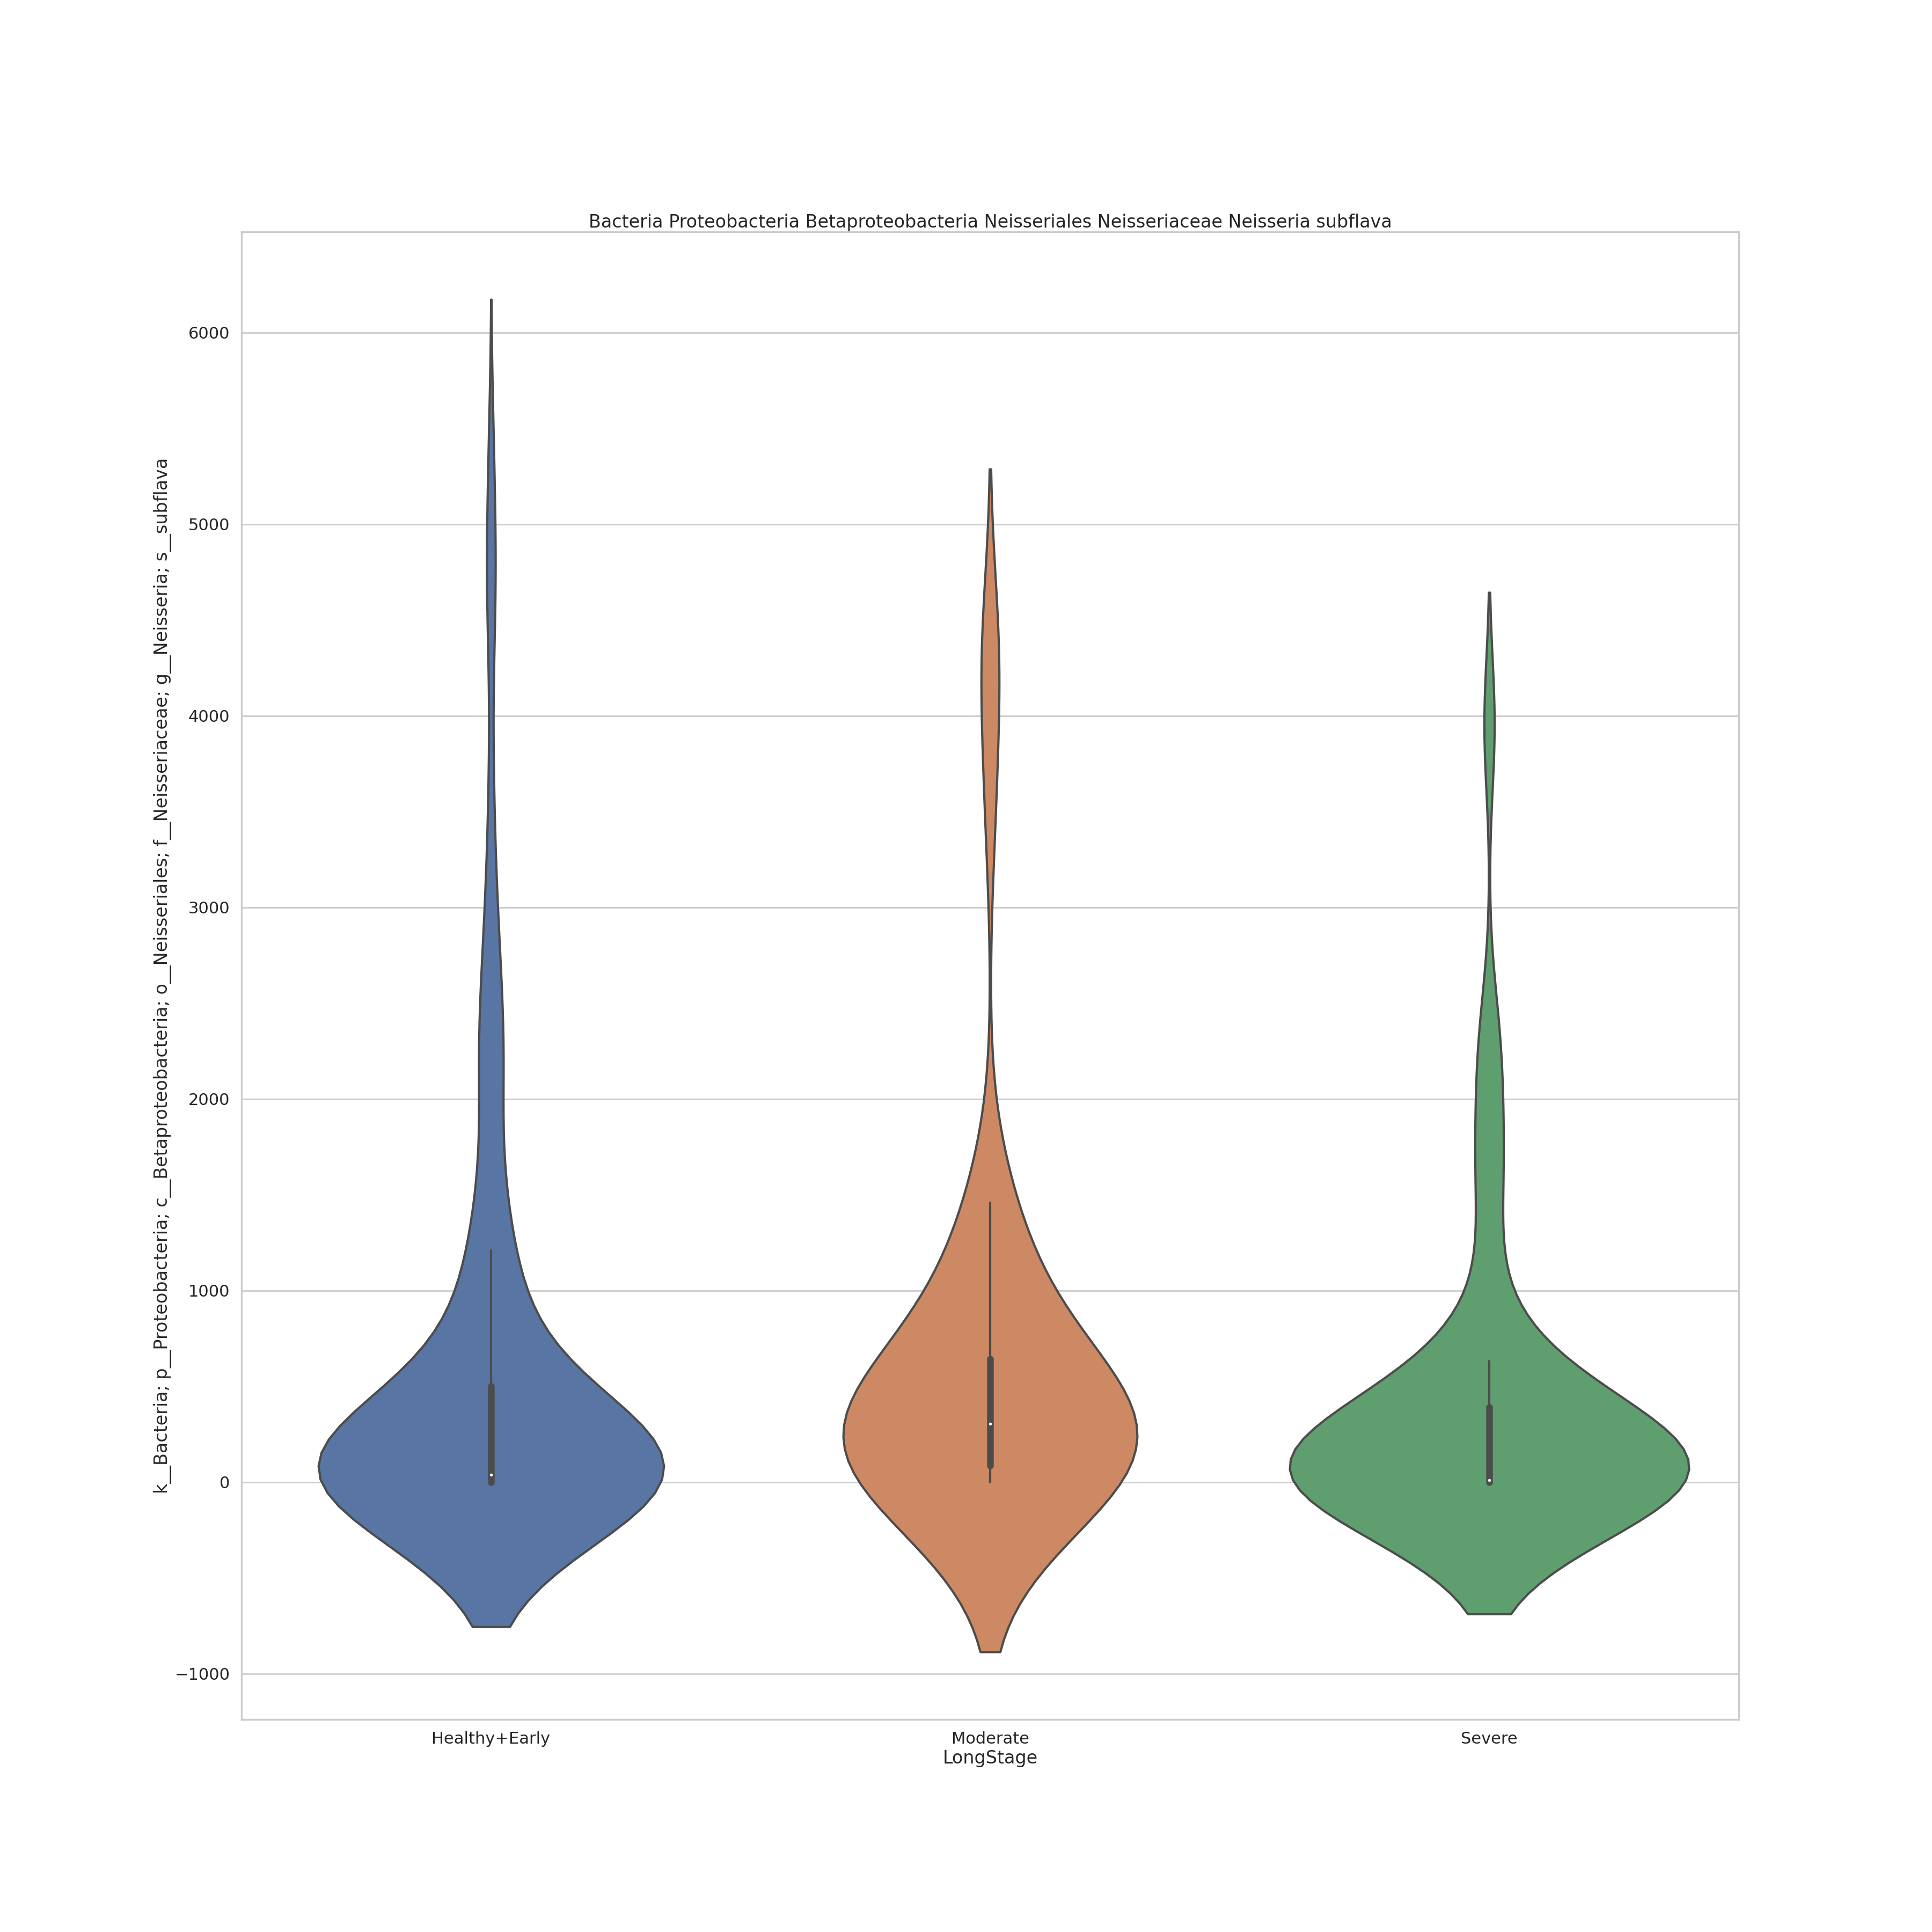 Bacteria Proteobacteria Betaproteobacteria Neisseriales Neisseriaceae Neisseria subflava
k__Bacteria; p__Proteobacteria; c__Betaproteobacteria; o__Neisseriales; f__Neisseriaceae; g__Neisseria; s__subflava
6000
5000
4000
3000
2000
1000
0
−1000
Healthy+Early
Moderate
Severe
LongStage